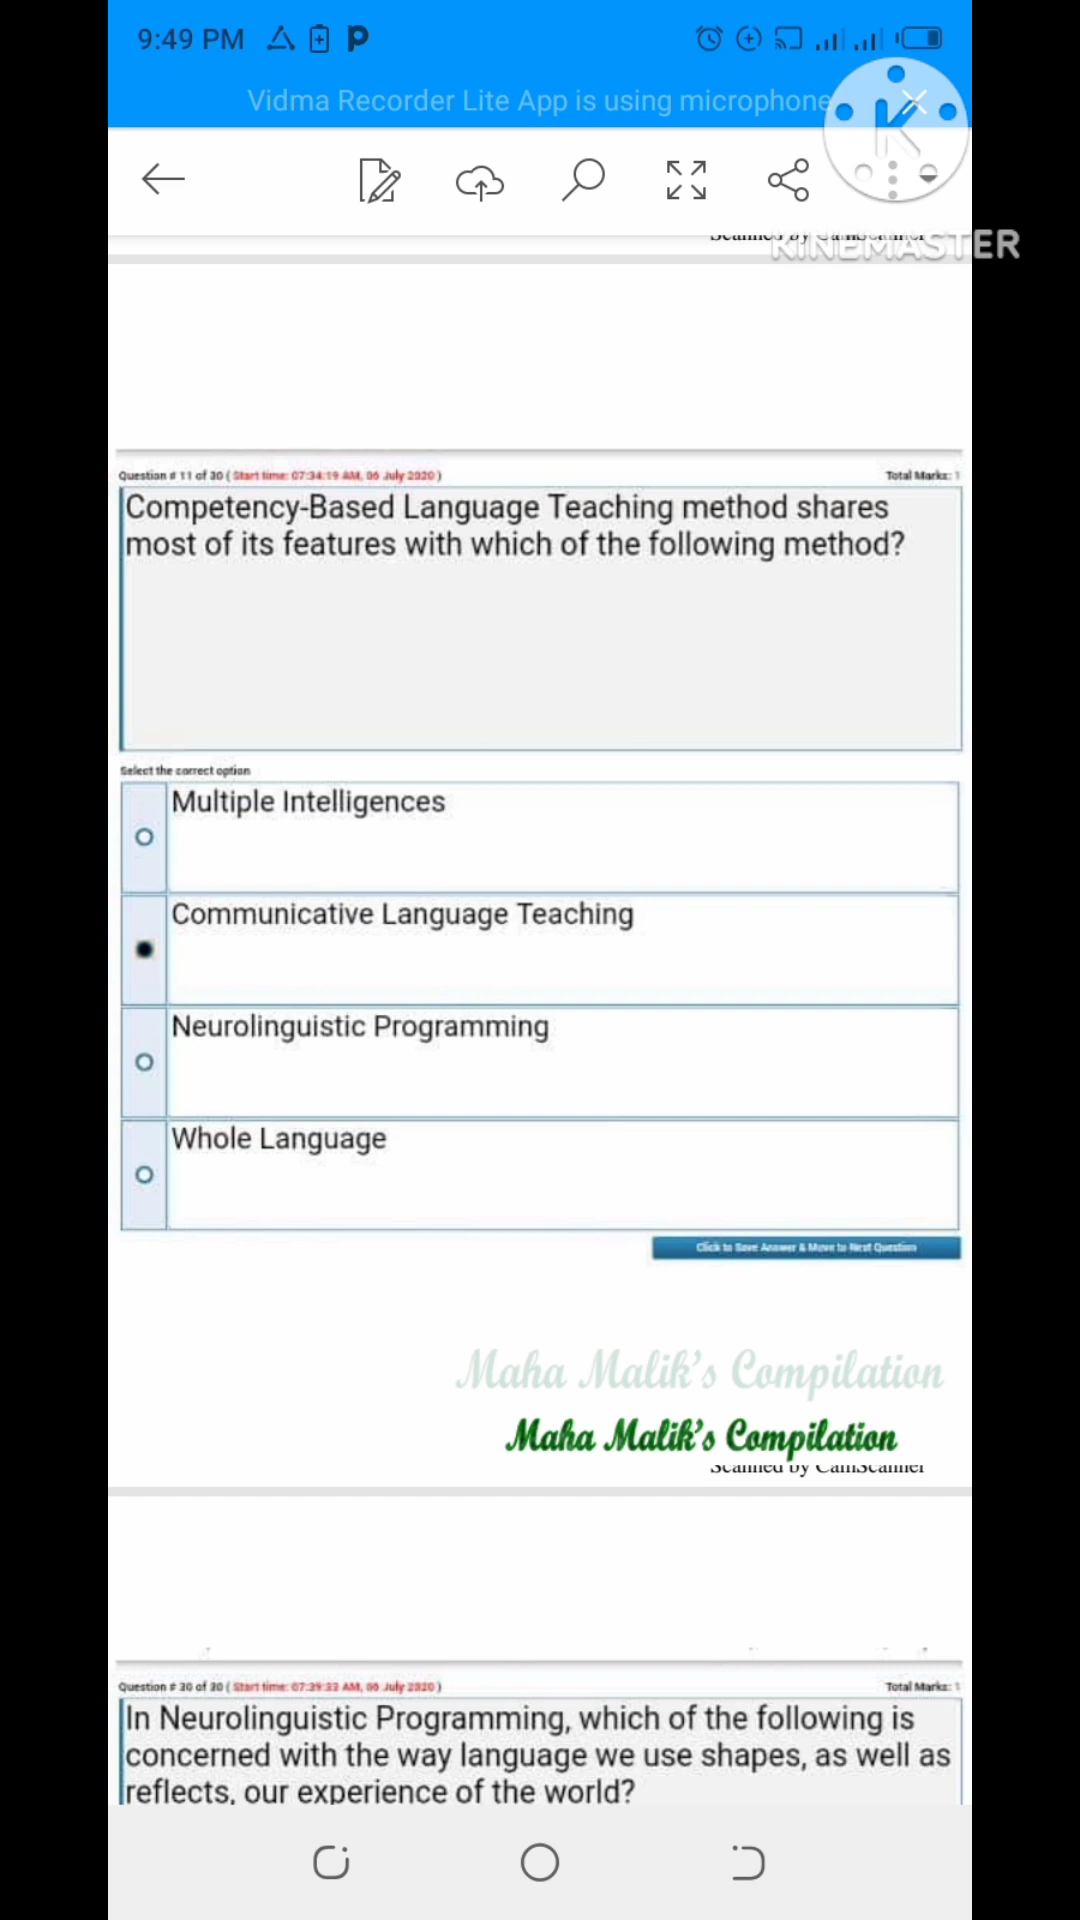 9:49 PM
Vidma Recorder Lite App is using microphone
KINEMASTER
Question # 11 of 30 ( Start time: 07:34:19 AM, 06 July 2020 )
Total Marks: 1
Competency-Based Language Teaching method shares
most of its features with which of the following method?
Select the correct option
Multiple Intelligences
Communicative Language Teaching
Neurolinguistic Programming
Whole Language
Click to Save Answer & Move to Next Question
Maha Malik's Compilation
Maha Malik's Compilation
Scanned by CamScanner
Question # 30 of 30 ( Start time: 07:39:33 AM, 06 July 2020 )
Total Marks: 1
In Neurolinguistic Programming, which of the following is
concerned with the way language we use shapes, as well as
reflects, our experience of the world?